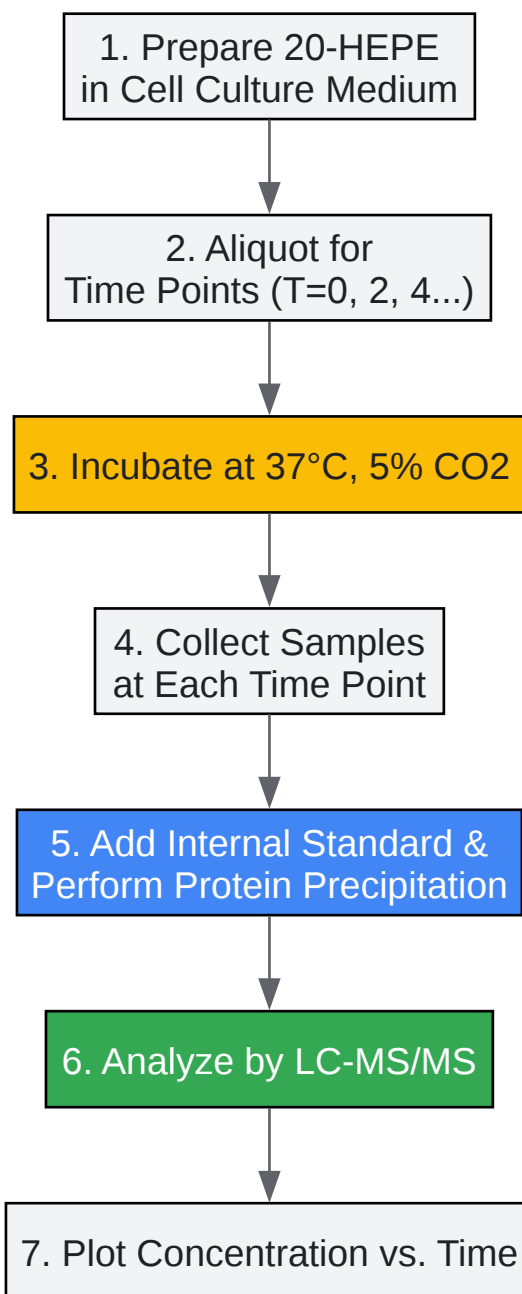 1. Prepare 20-HEPE
in Cell Culture Medium
2. Aliquot for
Time Points (T=0, 2, 4...)
3. Incubate at 37°C, 5% CO2
4. Collect Samples
at Each Time Point
5. Add Internal Standard &
Perform Protein Precipitation
6. Analyze by LC-MS/MS
7. Plot Concentration vs. Time